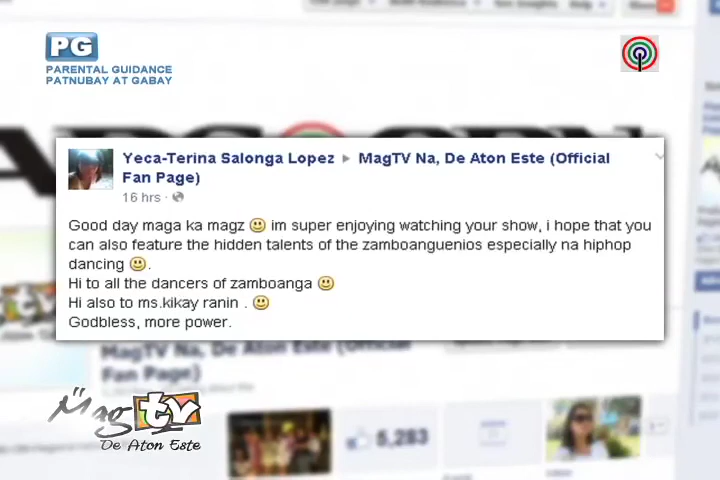 PG
PARENTAL GUIDANCE
PATNUBAY AT GABAY
Yeca-Terina Salonga Lopez ▸ MagTV Na, De Aton Este (Official
Fan Page)
16 hrs ·
Good day maga ka magz 🙂 im super enjoying watching your show, i hope that you
can also feature the hidden talents of the zamboanguenios especially na hiphop
dancing 🙂.
Hi to all the dancers of zamboanga 🙂
Hi also to ms.kikay ranin . 🙂
Godbless, more power.
MagTV Na, De Aton Este (Official
Fan Page)
5,283
Mag tv
De Aton Este